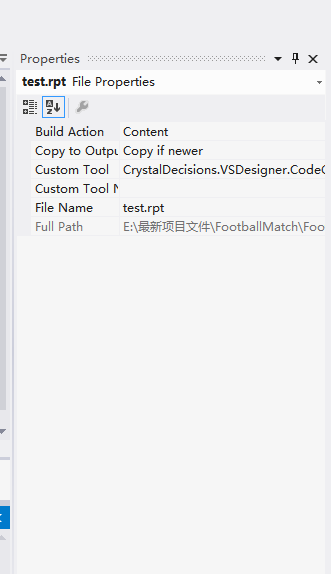 Properties
test.rpt File Properties
Build Action Content
Copy to Outpu Copy if newer
Custom Tool CrystalDecisions.VSDesigner.Code
Custom Tool N
File Name test.rpt
Full Path E:\最新项目文件\FootballMatch\Foo